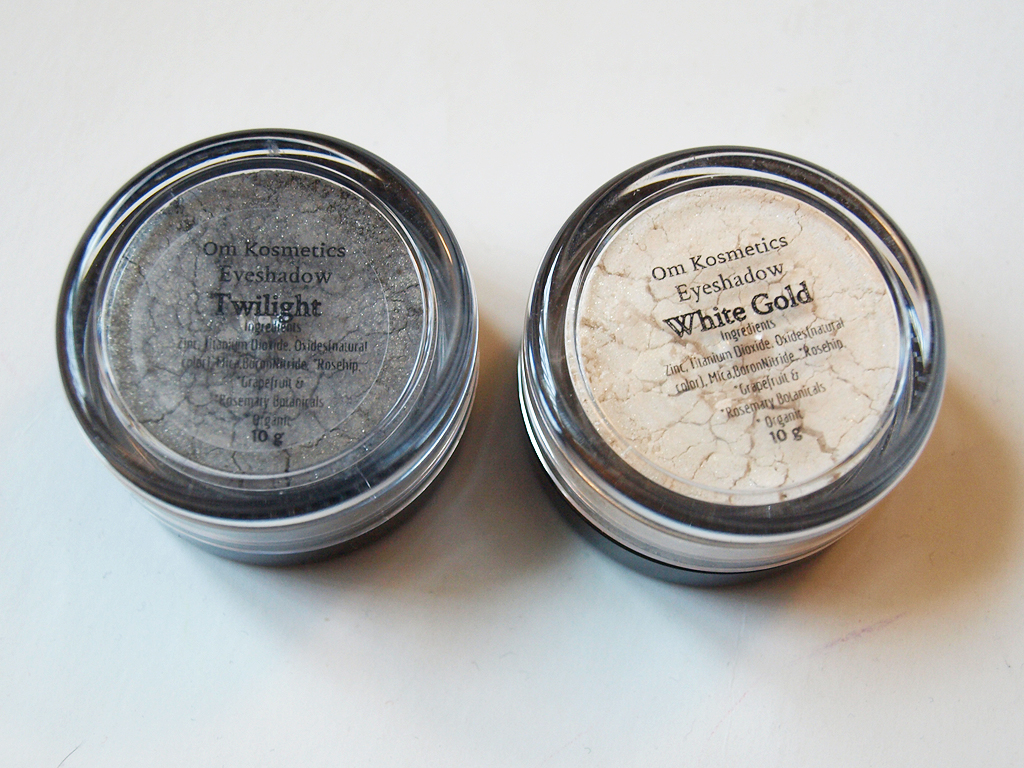 Om Kosmetics
Eyeshadow
Twilight
Ingredients
Zinc, Titanium Dioxide, Oxides(natural
color), Mica,BoronNitride, *Rosehip,
*Grapefruit &
*Rosemary Botanicals
* Organic
10 g
Om Kosmetics
Eyeshadow
White Gold
Ingredients
Zinc, Titanium Dioxide, Oxides(natural
color), Mica,BoronNitride, *Rosehip,
*Grapefruit &
*Rosemary Botanicals
* Organic
10 g